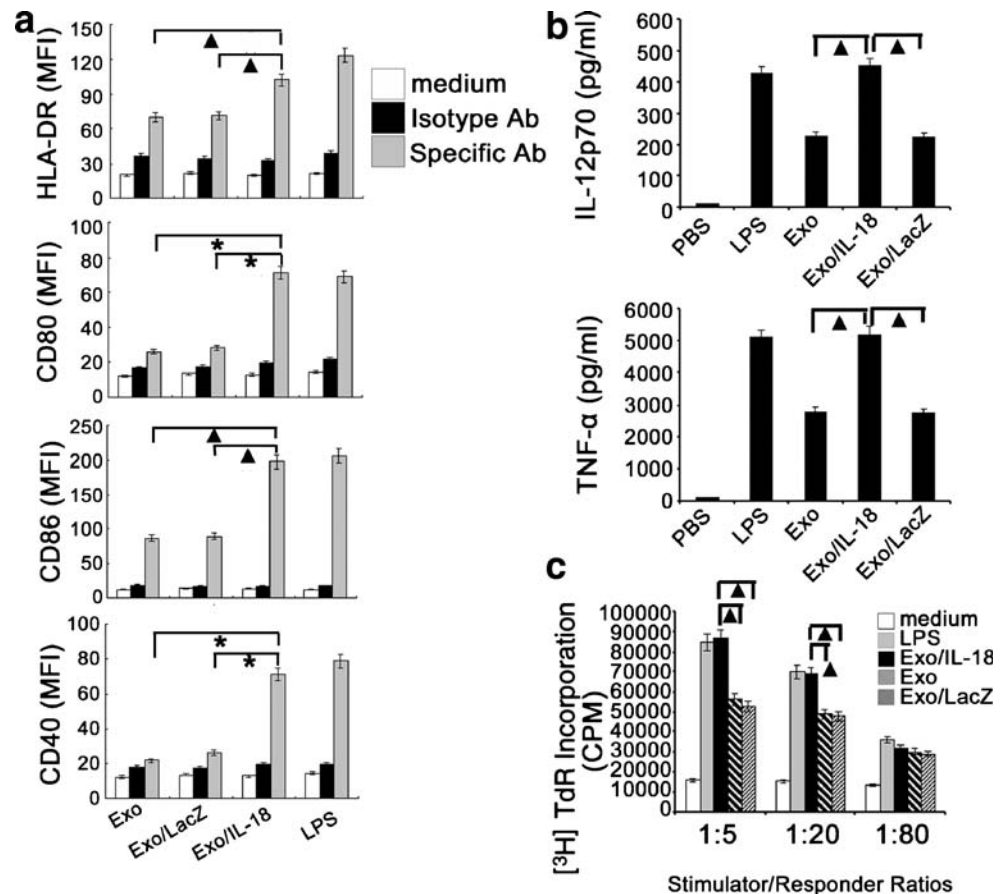 a
HLA-DR (MFI)
150
120
90
60
30
0
▲
▲
medium
Isotype Ab
Specific Ab
CD80 (MFI)
100
80
60
40
20
0
*
*
CD86 (MFI)
250
200
150
100
50
0
▲
▲
CD40 (MFI)
100
80
60
40
20
0
*
*
Exo
Exo/LacZ
Exo/IL-18
LPS
b
IL-12p70 (pg/ml)
600
500
400
300
200
100
0
▲
▲
PBS
LPS
Exo
Exo/IL-18
Exo/LacZ
TNF-α (pg/ml)
6000
5000
4000
3000
2000
1000
0
▲
▲
PBS
LPS
Exo
Exo/IL-18
Exo/LacZ
c
[³H] TdR Incorporation
(CPM)
100000
90000
80000
70000
60000
50000
40000
30000
20000
10000
0
▲
▲
▲
▲
medium
LPS
Exo/IL-18
Exo
Exo/LacZ
1:5
1:20
1:80
Stimulator/Responder Ratios